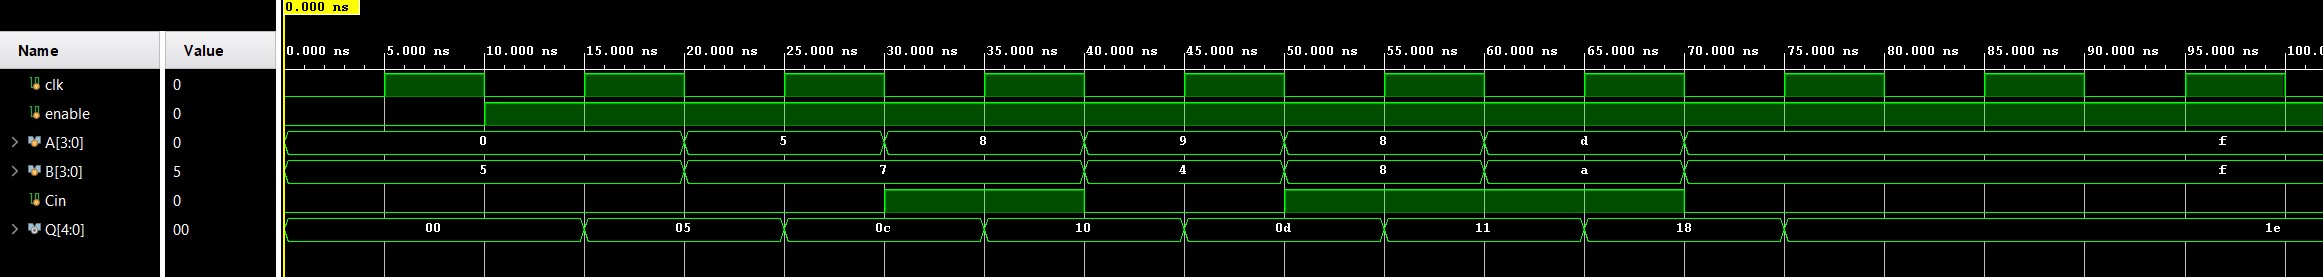 0.000 ns
Name Value
0.000 ns 5.000 ns 10.000 ns 15.000 ns 20.000 ns 25.000 ns 30.000 ns 35.000 ns 40.000 ns 45.000 ns 50.000 ns 55.000 ns 60.000 ns 65.000 ns 70.000 ns 75.000 ns 80.000 ns 85.000 ns 90.000 ns 95.000 ns 100.0
clk 0
enable 0
A[3:0] 0 0 5 8 9 8 d f
B[3:0] 5 5 7 4 8 a f
Cin 0
Q[4:0] 00 00 05 0c 10 0d 11 18 1e